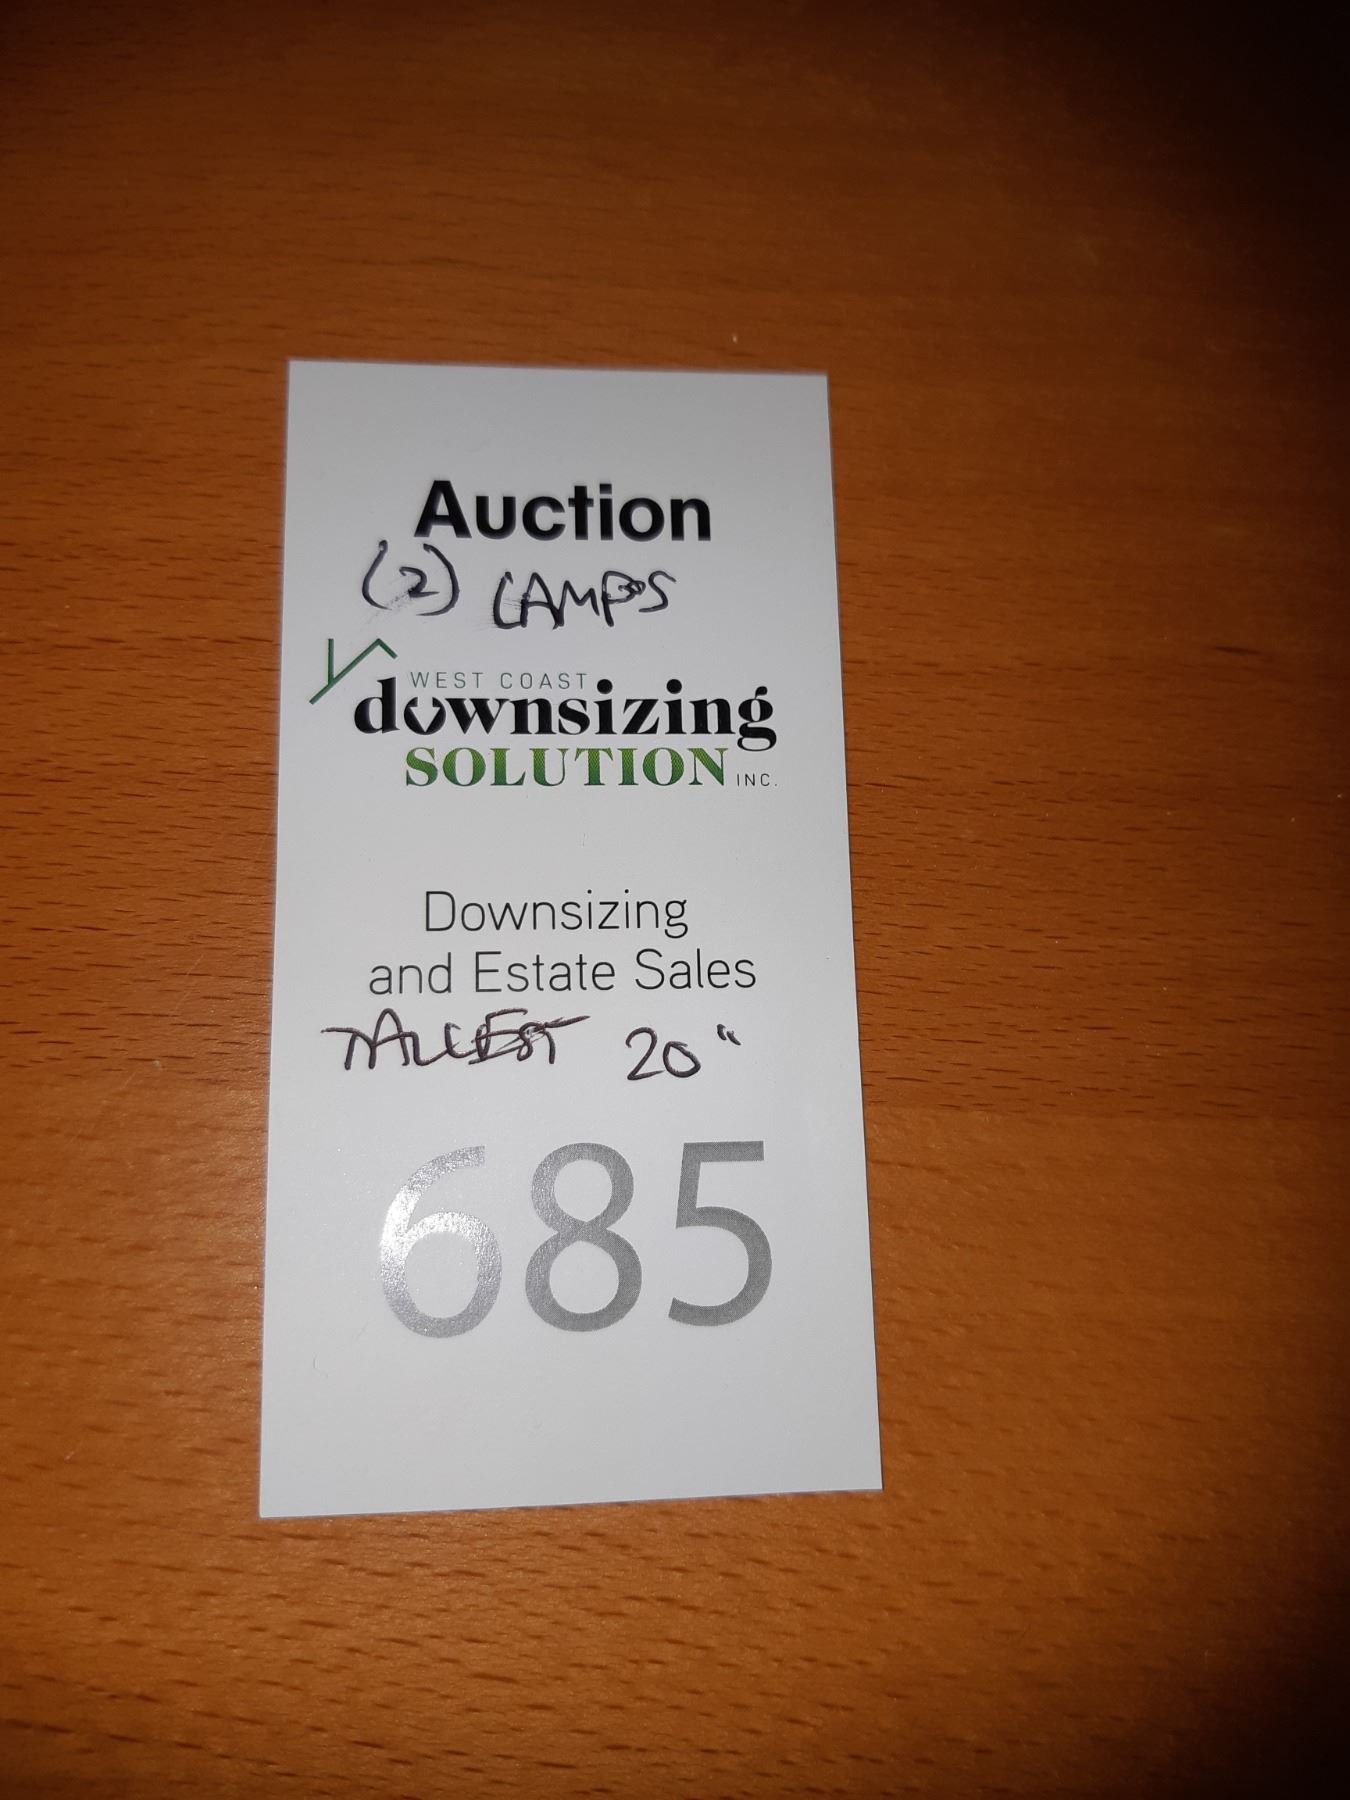 Auction
(2) LAMPS
WEST COAST
downsizing
SOLUTION INC.
Downsizing
and Estate Sales
TALLEST 20"
685